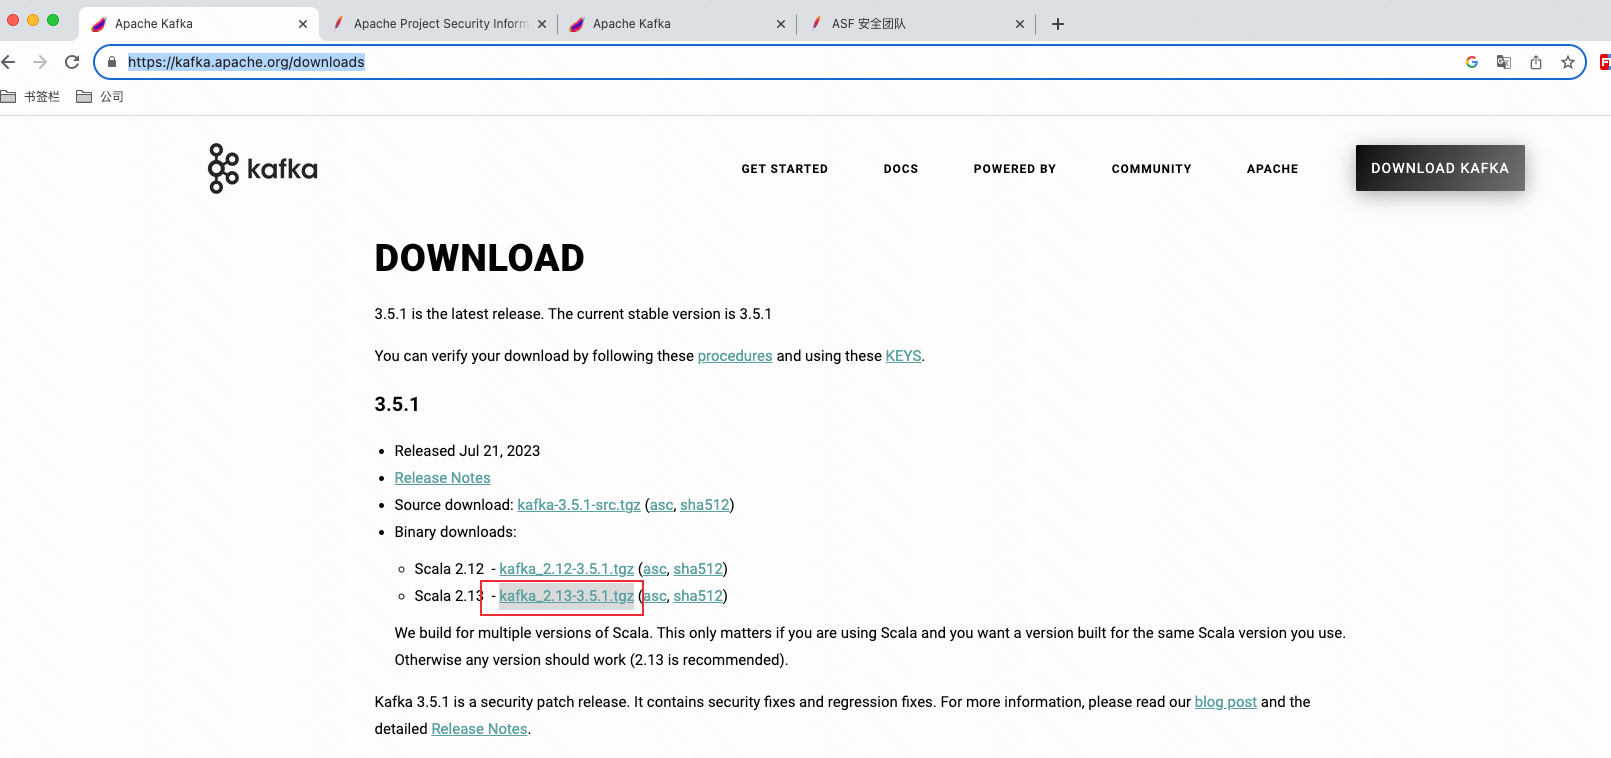 Apache Kafka
Apache Project Security Inform
Apache Kafka
ASF 安全团队
https://kafka.apache.org/downloads
书签栏
公司
kafka
GET STARTED
DOCS
POWERED BY
COMMUNITY
APACHE
DOWNLOAD KAFKA
DOWNLOAD
3.5.1 is the latest release. The current stable version is 3.5.1
You can verify your download by following these procedures and using these KEYS.
3.5.1
Released Jul 21, 2023
Release Notes
Source download: kafka-3.5.1-src.tgz (asc, sha512)
Binary downloads:
Scala 2.12 - kafka_2.12-3.5.1.tgz (asc, sha512)
Scala 2.13 - kafka_2.13-3.5.1.tgz (asc, sha512)
We build for multiple versions of Scala. This only matters if you are using Scala and you want a version built for the same Scala version you use.
Otherwise any version should work (2.13 is recommended).
Kafka 3.5.1 is a security patch release. It contains security fixes and regression fixes. For more information, please read our blog post and the
detailed Release Notes.